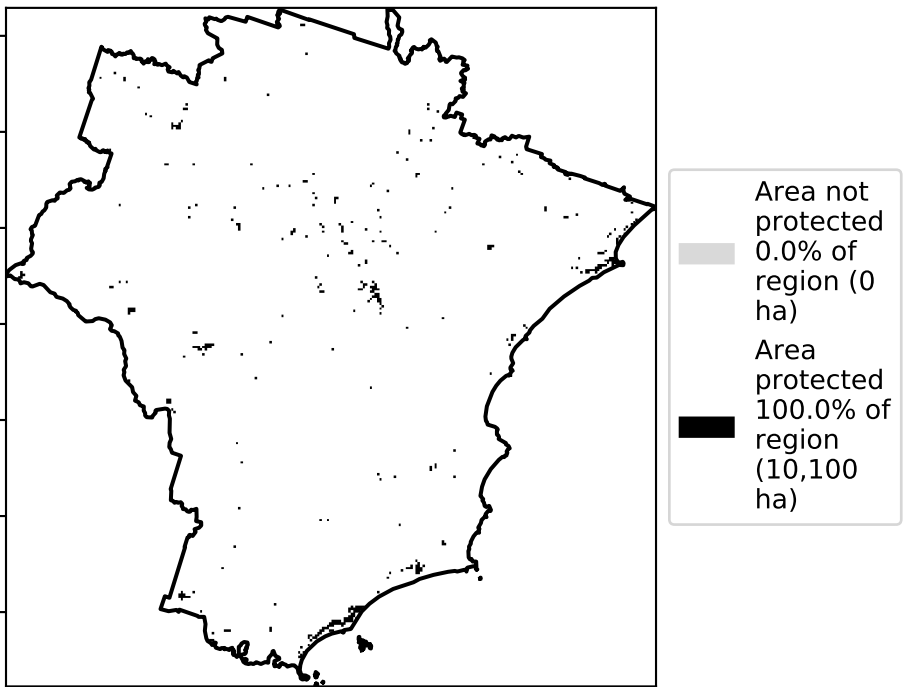 Area not
protected
0.0% of
region (0
ha)
Area
protected
100.0% of
region
(10,100
ha)